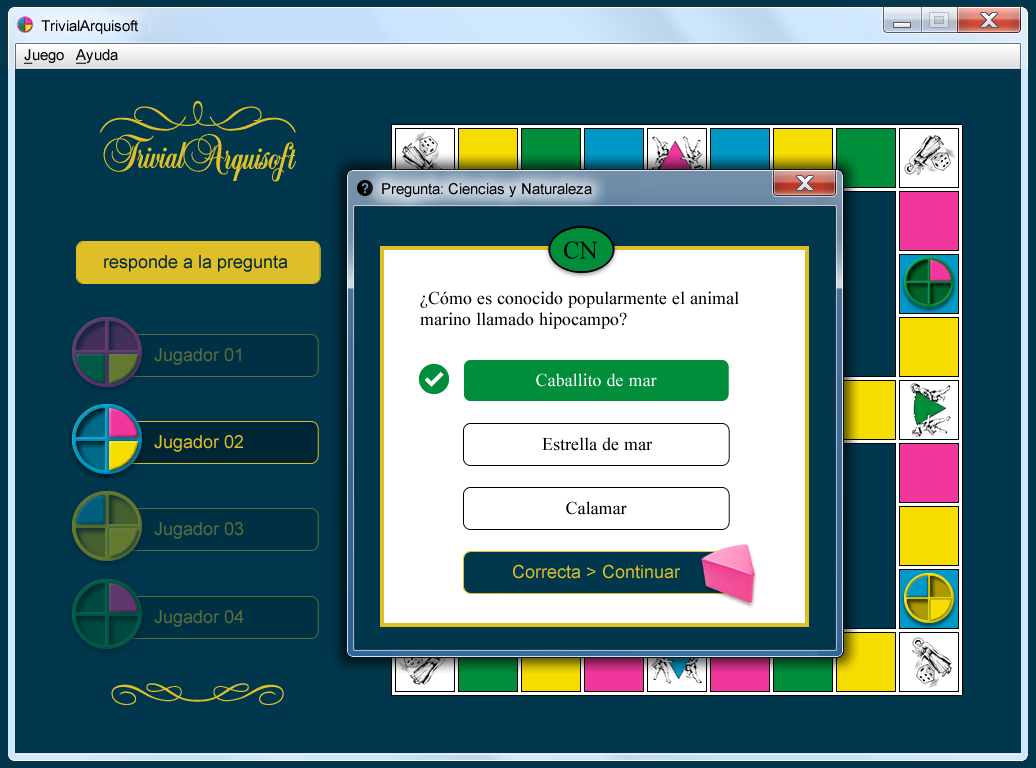 TrivialArquisoft
Juego Ayuda
TrivialArquisoft
responde a la pregunta
Jugador 01
Jugador 02
Jugador 03
Jugador 04
Pregunta: Ciencias y Naturaleza
CN
¿Cómo es conocido popularmente el animal
marino llamado hipocampo?
Caballito de mar
Estrella de mar
Calamar
Correcta > Continuar